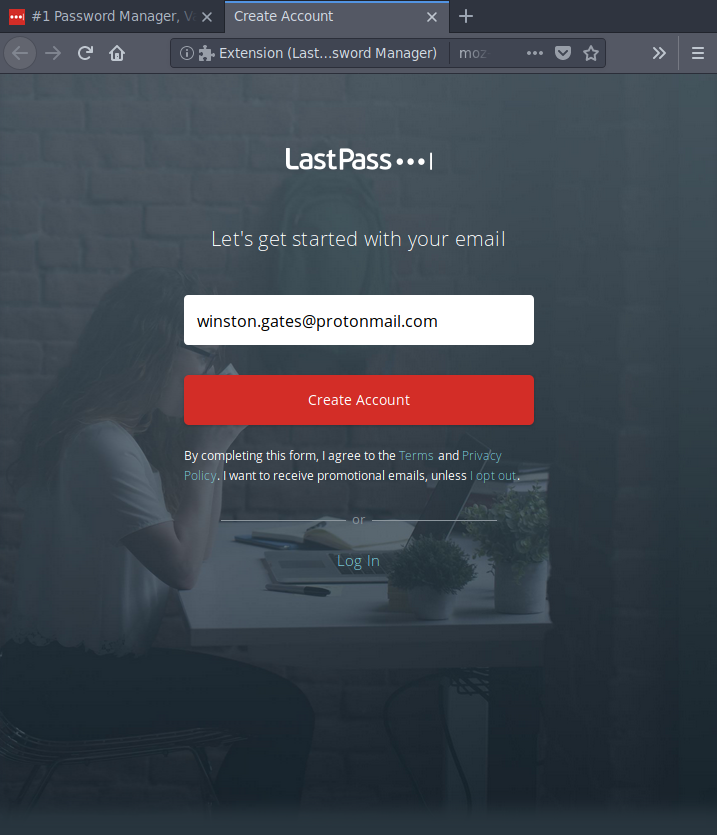 #1 Password Manager, V
Create Account
Extension (Last...sword Manager)
moz
LastPass
Let's get started with your email
winston.gates@protonmail.com
Create Account
By completing this form, I agree to the Terms and Privacy
Policy. I want to receive promotional emails, unless I opt out.
or
Log In